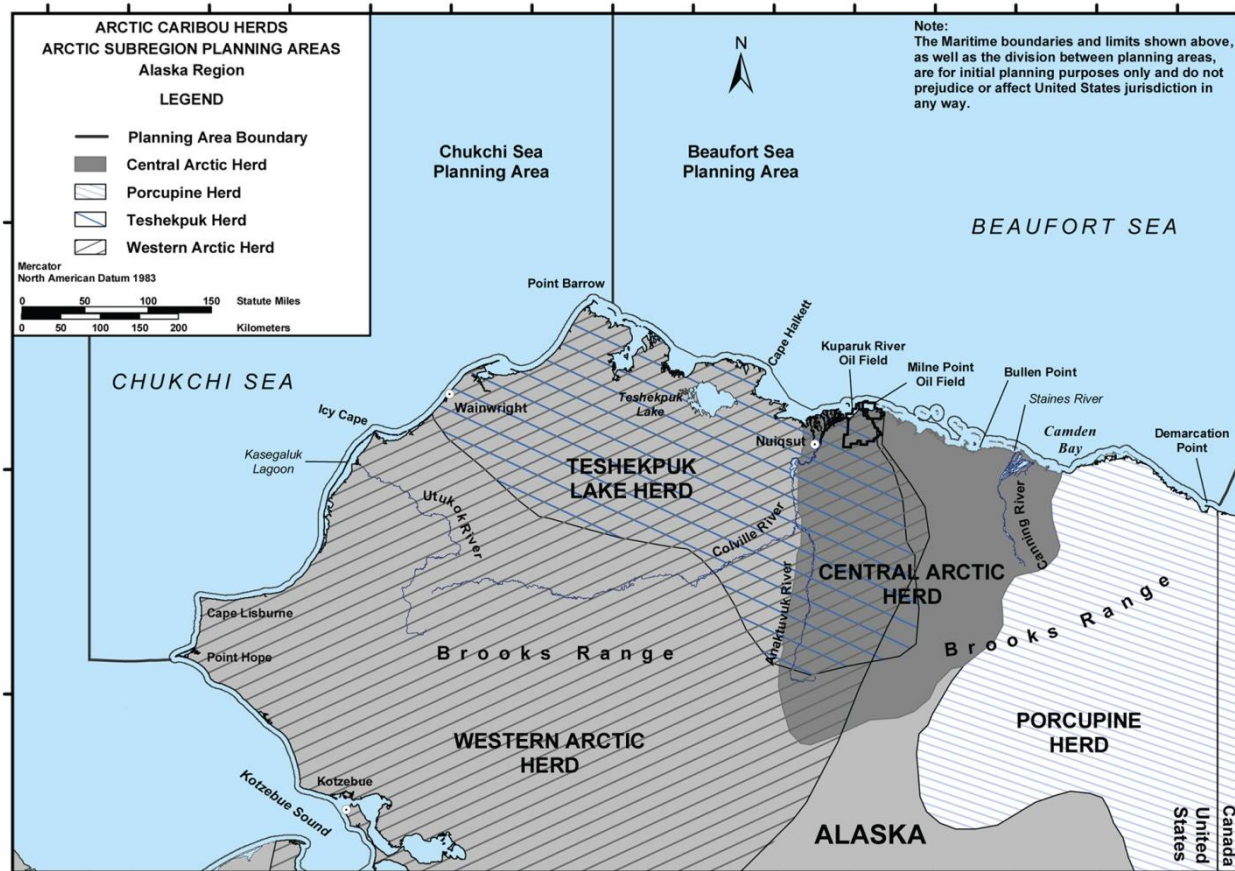 ARCTIC CARIBOU HERDS
ARCTIC SUBREGION PLANNING AREAS
Alaska Region
LEGEND
Planning Area Boundary
Central Arctic Herd
Porcupine Herd
Teshekpuk Herd
Western Arctic Herd
Mercator
North American Datum 1983
0 50 100 150 Statute Miles
0 50 100 150 200 Kilometers
N
Note:
The Maritime boundaries and limits shown above,
as well as the division between planning areas,
are for initial planning purposes only and do not
prejudice or affect United States jurisdiction in
any way.
Chukchi Sea
Planning Area
Beaufort Sea
Planning Area
BEAUFORT SEA
CHUKCHI SEA
Point Barrow
Cape Halkett
Kuparuk River
Oil Field
Milne Point
Oil Field
Bullen Point
Staines River
Camden
Bay
Demarcation
Point
Icy Cape
Wainwright
Teshekpuk
Lake
Nuiqsut
Kasegaluk
Lagoon
Utukok River
TESHEKPUK
LAKE HERD
Colville River
Anaktuvuk River
Canning River
CENTRAL ARCTIC
HERD
Cape Lisburne
Point Hope
Brooks Range
Brooks Range
WESTERN ARCTIC
HERD
PORCUPINE
HERD
Kotzebue
Kotzebue Sound
ALASKA
United
States
Canada